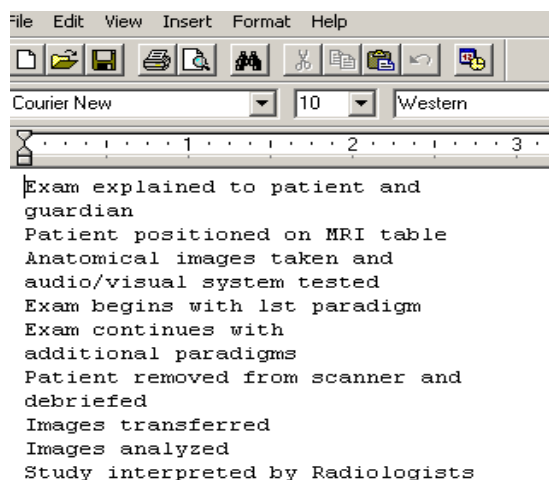 File Edit View Insert Format Help
Courier New 10 Western
1 2 3
Exam explained to patient and
guardian
Patient positioned on MRI table
Anatomical images taken and
audio/visual system tested
Exam begins with 1st paradigm
Exam continues with
additional paradigms
Patient removed from scanner and
debriefed
Images transferred
Images analyzed
Study interpreted by Radiologists